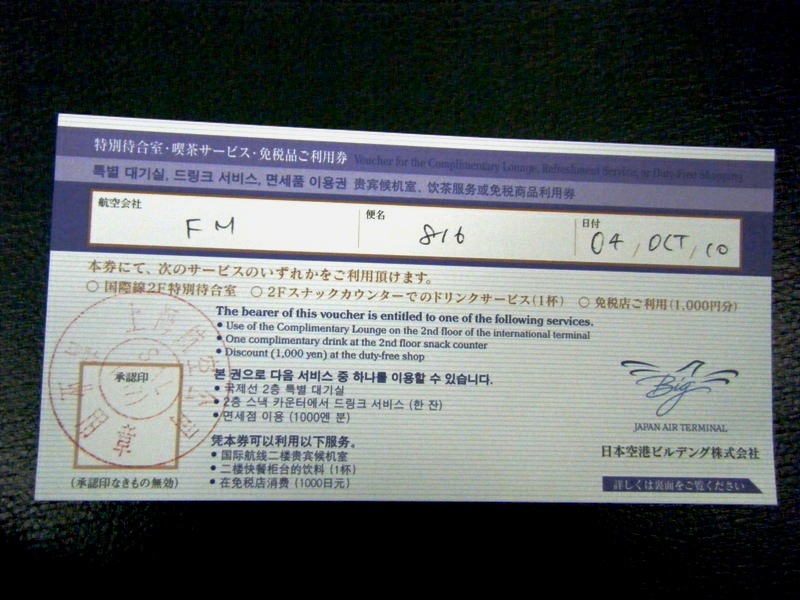 特別待合室・喫茶サービス・免税品ご利用券 Voucher for the Complimentary Lounge, Refreshment Service, or Duty-Free Shopping
특별 대기실, 드링크 서비스, 면세품 이용권 贵宾候机室、饮茶服务或免税商品利用券
航空会社 便名 日付
FM 816 04, OCT, 10
本券にて、次のサービスのいずれかをご利用頂けます。
○ 国際線2F特別待合室 ○ 2Fスナックカウンターでのドリンクサービス(1杯) ○ 免税店ご利用(1,000円分)
The bearer of this voucher is entitled to one of the following services.
• Use of the Complimentary Lounge on the 2nd floor of the international terminal
• One complimentary drink at the 2nd floor snack counter
• Discount (1,000 yen) at the duty-free shop
본 권으로 다음 서비스 중 하나를 이용할 수 있습니다.
• 국제선 2층 특별 대기실
• 2층 스낵 카운터에서 드링크 서비스 (한 잔)
• 면세점 이용 (1000엔 분)
凭本券可以利用以下服务。
• 国际航线二楼贵宾候机室
• 二楼快餐柜台的饮料 (1杯)
• 在免税店消费 (1000日元)
承認印
(承認印なきもの無効)
Big
JAPAN AIR TERMINAL
日本空港ビルデング株式会社
詳しくは裏面をご覧ください